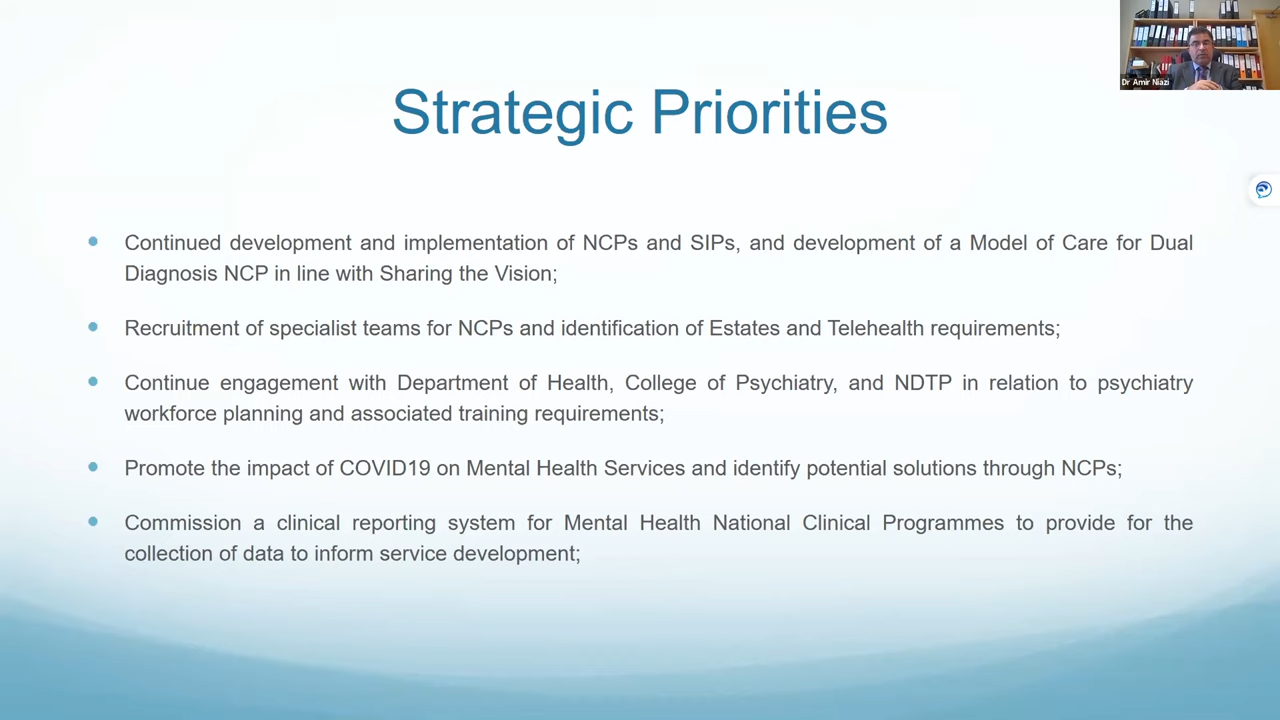 Dr Amir Niazi
Strategic Priorities
Continued development and implementation of NCPs and SIPs, and development of a Model of Care for Dual
Diagnosis NCP in line with Sharing the Vision;
Recruitment of specialist teams for NCPs and identification of Estates and Telehealth requirements;
Continue engagement with Department of Health, College of Psychiatry, and NDTP in relation to psychiatry
workforce planning and associated training requirements;
Promote the impact of COVID19 on Mental Health Services and identify potential solutions through NCPs;
Commission a clinical reporting system for Mental Health National Clinical Programmes to provide for the
collection of data to inform service development;